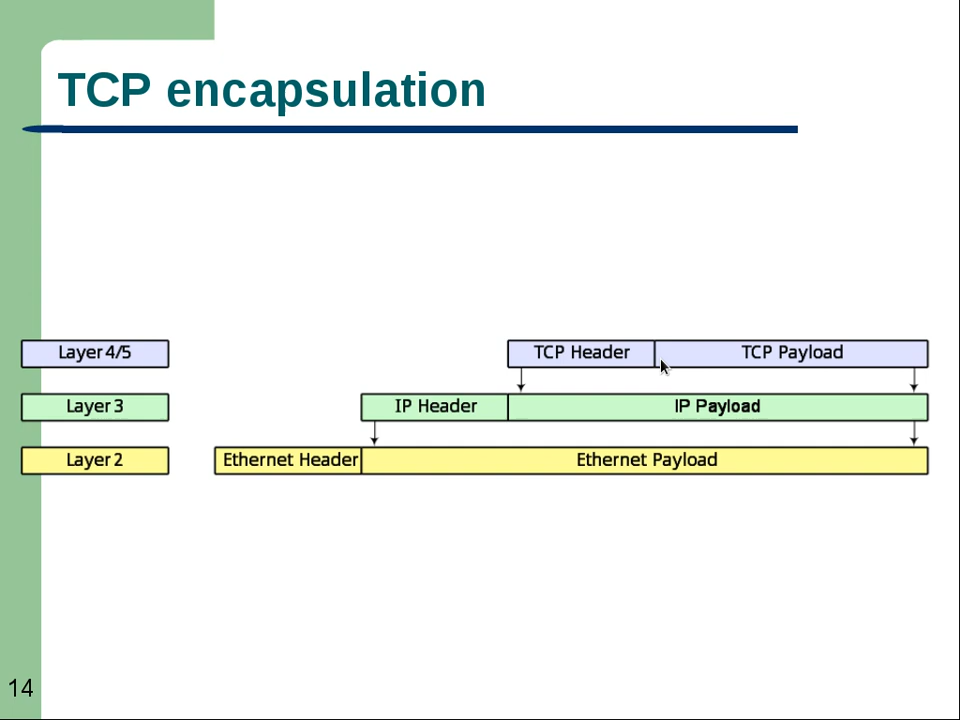 TCP encapsulation
Layer 4/5 TCP Header TCP Payload
Layer 3 IP Header IP Payload
Layer 2 Ethernet Header Ethernet Payload
14